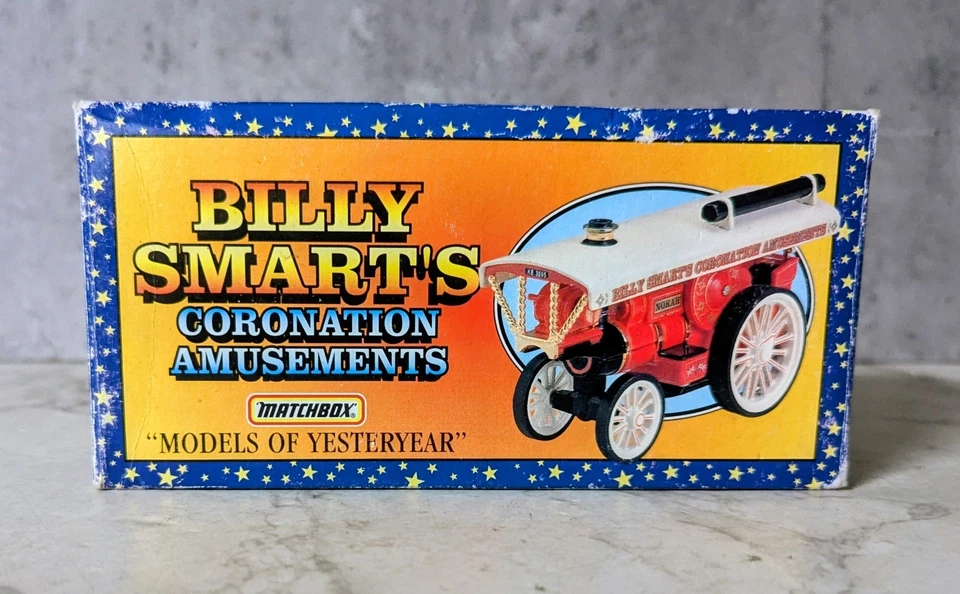 BILLY
SMART'S
CORONATION
AMUSEMENTS
MATCHBOX
"MODELS OF YESTERYEAR"
BILLY SMART'S CORONATION AMUSEMENTS
NORAH